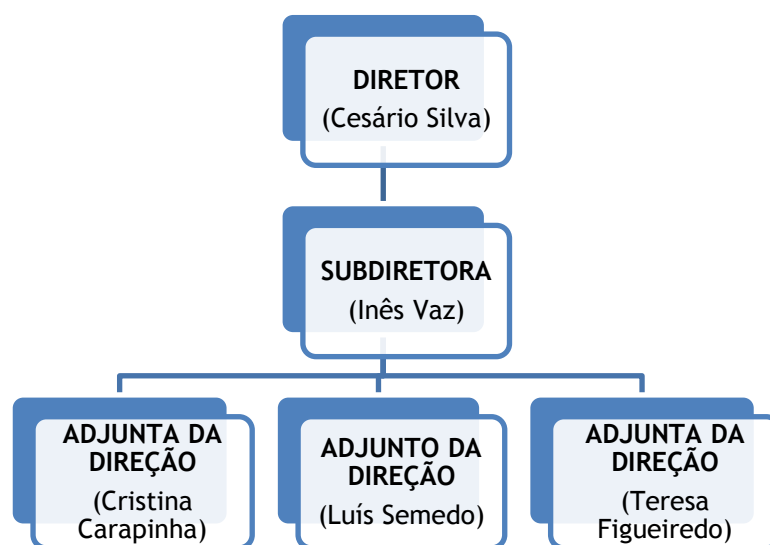 DIRETOR
(Cesário Silva)
SUBDIRETORA
(Inês Vaz)
ADJUNTA DA
DIREÇÃO
(Cristina
Carapinha)
ADJUNTO DA
DIREÇÃO
(Luís Semedo)
ADJUNTA DA
DIREÇÃO
(Teresa
Figueiredo)